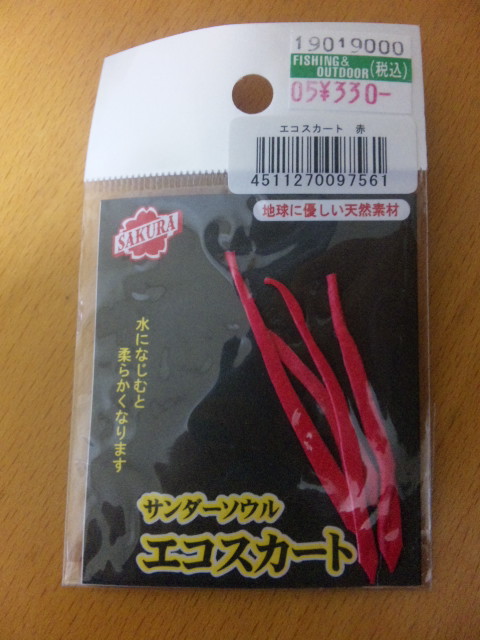 19019000
FISHING &
OUTDOOR (税込)
05¥330-
エコスカート 赤
4511270097561
地球に優しい天然素材
SAKURA
水になじむと
柔らかくなります
サンダーソウル
エコスカート